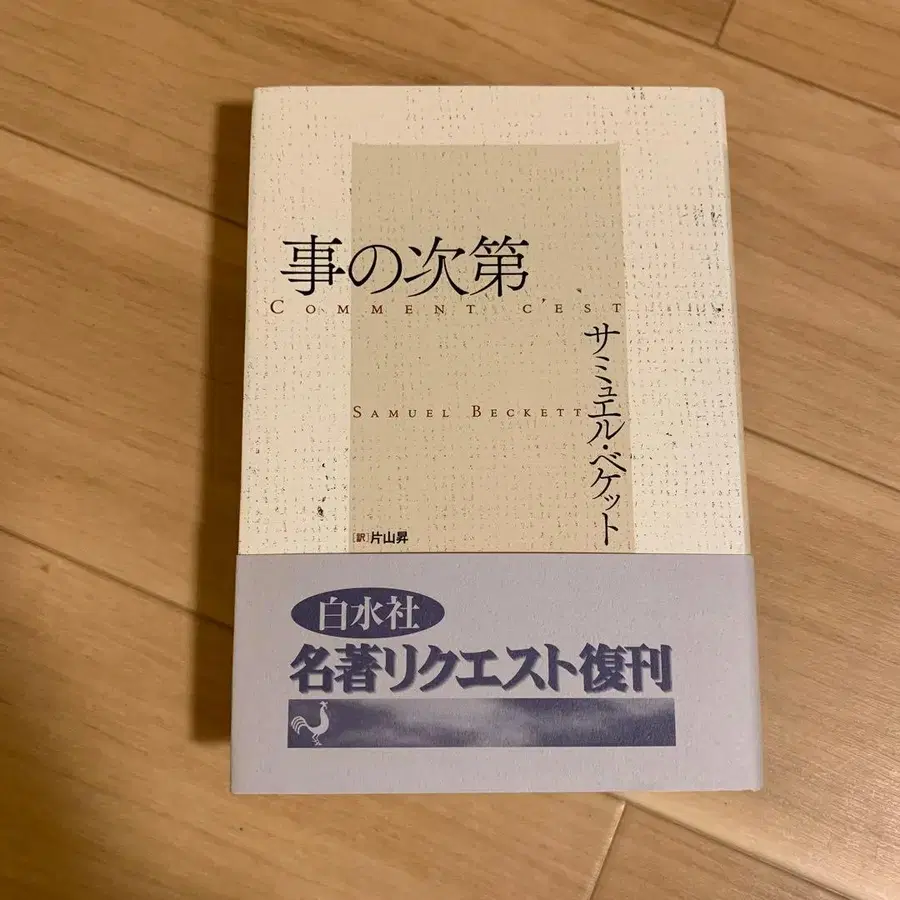 事の次第
COMMENT C'EST
サミュエル・ベケット
SAMUEL BECKETT
[訳]片山昇
白水社
名著リクエスト復刊